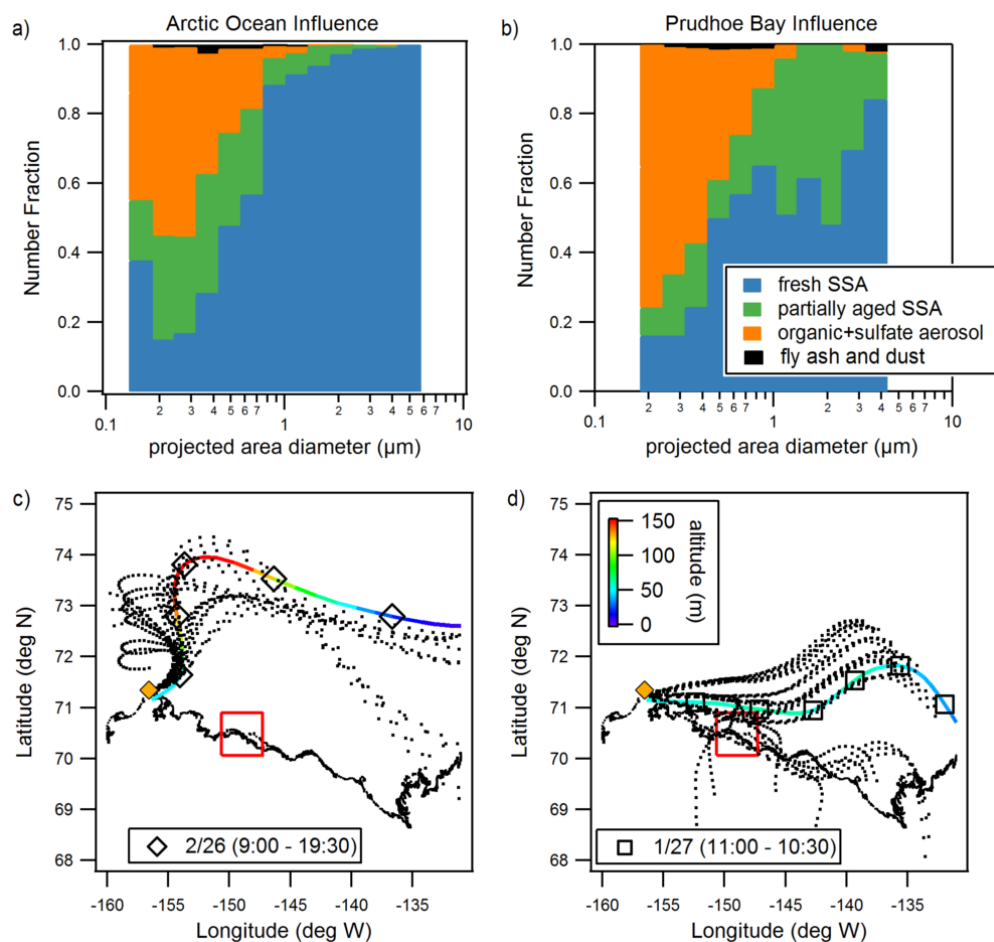 a) Arctic Ocean Influence
Number Fraction
1.0
0.8
0.6
0.4
0.2
0.0
0.1 2 3 4 5 6 7 1 2 3 4 5 6 7 10
projected area diameter (µm)
b) Prudhoe Bay Influence
Number Fraction
1.0
0.8
0.6
0.4
0.2
0.0
fresh SSA
partially aged SSA
organic+sulfate aerosol
fly ash and dust
0.1 2 3 4 5 6 7 1 2 3 4 5 6 7 10
projected area diameter (µm)
c)
Latitude (deg N)
75
74
73
72
71
70
69
68
2/26 (9:00 - 19:30)
-160 -155 -150 -145 -140 -135
Longitude (deg W)
d)
Latitude (deg N)
75
74
73
72
71
70
69
68
150
100
50
0
altitude (m)
1/27 (11:00 - 10:30)
-160 -155 -150 -145 -140 -135
Longitude (deg W)